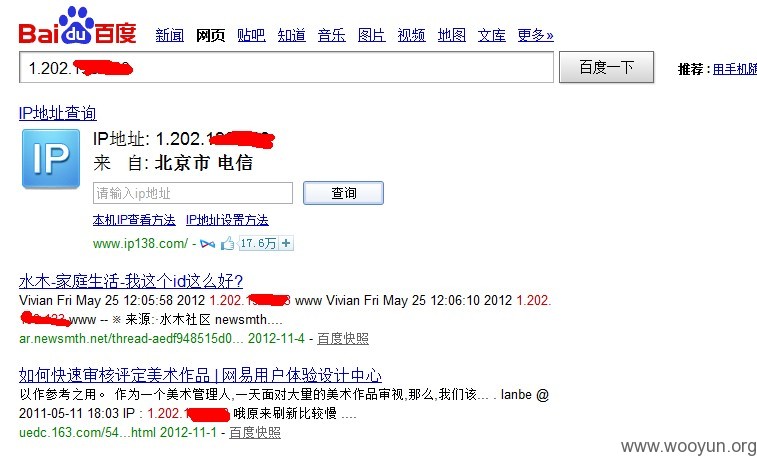 Bai du 百度 新闻 网页 贴吧 知道 音乐 图片 视频 地图 文库 更多»
1.202. 百度一下 推荐 : 用手机随
IP地址查询
IP IP地址: 1.202.
来 自: 北京市 电信
请输入ip地址 查询
本机IP查看方法 IP地址设置方法
www.ip138.com/ - 17.6万 +
水木-家庭生活-我这个id这么好?
Vivian Fri May 25 12:05:58 2012 1.202. www Vivian Fri May 25 12:06:10 2012 1.202.
www -- ※ 来源:·水木社区 newsmth....
ar.newsmth.net/thread-aedf948515d0... 2012-11-4 - 百度快照
如何快速审核评定美术作品 | 网易用户体验设计中心
以作参考之用。 作为一个美术管理人,一天面对大量的美术作品审视,那么,我们该... . lanbe @
2011-05-11 18:03 IP : 1.202. 哦原来刷新比较慢 ....
uedc.163.com/54...html 2012-11-1 - 百度快照
www.wooyun.org